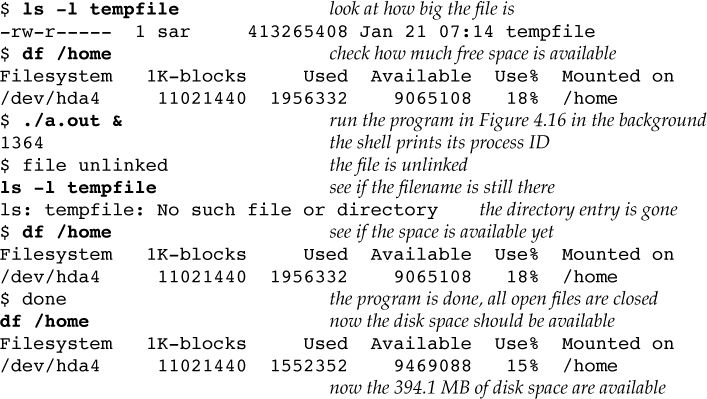 $ ls -l tempfile look at how big the file is
-rw-r----- 1 sar 413265408 Jan 21 07:14 tempfile
$ df /home check how much free space is available
Filesystem 1K-blocks Used Available Use% Mounted on
/dev/hda4 11021440 1956332 9065108 18% /home
$ ./a.out & run the program in Figure 4.16 in the background
1364 the shell prints its process ID
$ file unlinked the file is unlinked
ls -l tempfile see if the filename is still there
ls: tempfile: No such file or directory the directory entry is gone
$ df /home see if the space is available yet
Filesystem 1K-blocks Used Available Use% Mounted on
/dev/hda4 11021440 1956332 9065108 18% /home
$ done the program is done, all open files are closed
df /home now the disk space should be available
Filesystem 1K-blocks Used Available Use% Mounted on
/dev/hda4 11021440 1552352 9469088 15% /home
now the 394.1 MB of disk space are available